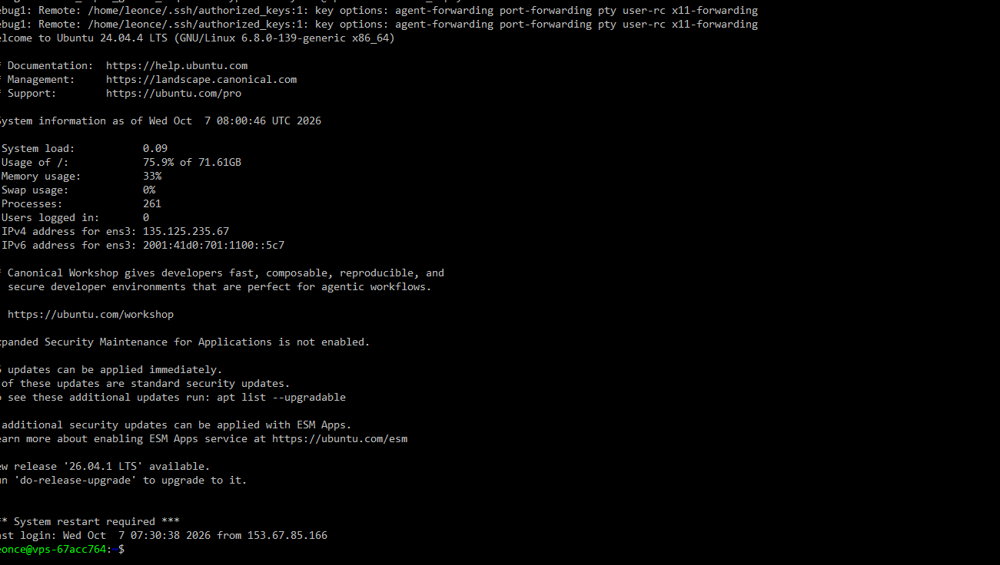 ebug1: Remote: /home/leonce/.ssh/authorized_keys:1: key options: agent-forwarding port-forwarding pty user-rc x11-forwarding
ebug1: Remote: /home/leonce/.ssh/authorized_keys:1: key options: agent-forwarding port-forwarding pty user-rc x11-forwarding
elcome to Ubuntu 24.04.4 LTS (GNU/Linux 6.8.0-139-generic x86_64)
* Documentation: https://help.ubuntu.com
* Management: https://landscape.canonical.com
* Support: https://ubuntu.com/pro
System information as of Wed Oct 7 08:00:46 UTC 2026
System load: 0.09
Usage of /: 75.9% of 71.61GB
Memory usage: 33%
Swap usage: 0%
Processes: 261
Users logged in: 0
IPv4 address for ens3: 135.125.235.67
IPv6 address for ens3: 2001:41d0:701:1100::5c7
* Canonical Workshop gives developers fast, composable, reproducible, and
secure developer environments that are perfect for agentic workflows.
https://ubuntu.com/workshop
xpanded Security Maintenance for Applications is not enabled.
updates can be applied immediately.
of these updates are standard security updates.
o see these additional updates run: apt list --upgradable
additional security updates can be applied with ESM Apps.
earn more about enabling ESM Apps service at https://ubuntu.com/esm
ew release '26.04.1 LTS' available.
un 'do-release-upgrade' to upgrade to it.
** System restart required ***
ast login: Wed Oct 7 07:30:38 2026 from 153.67.85.166
eonce@vps-67acc764:~$